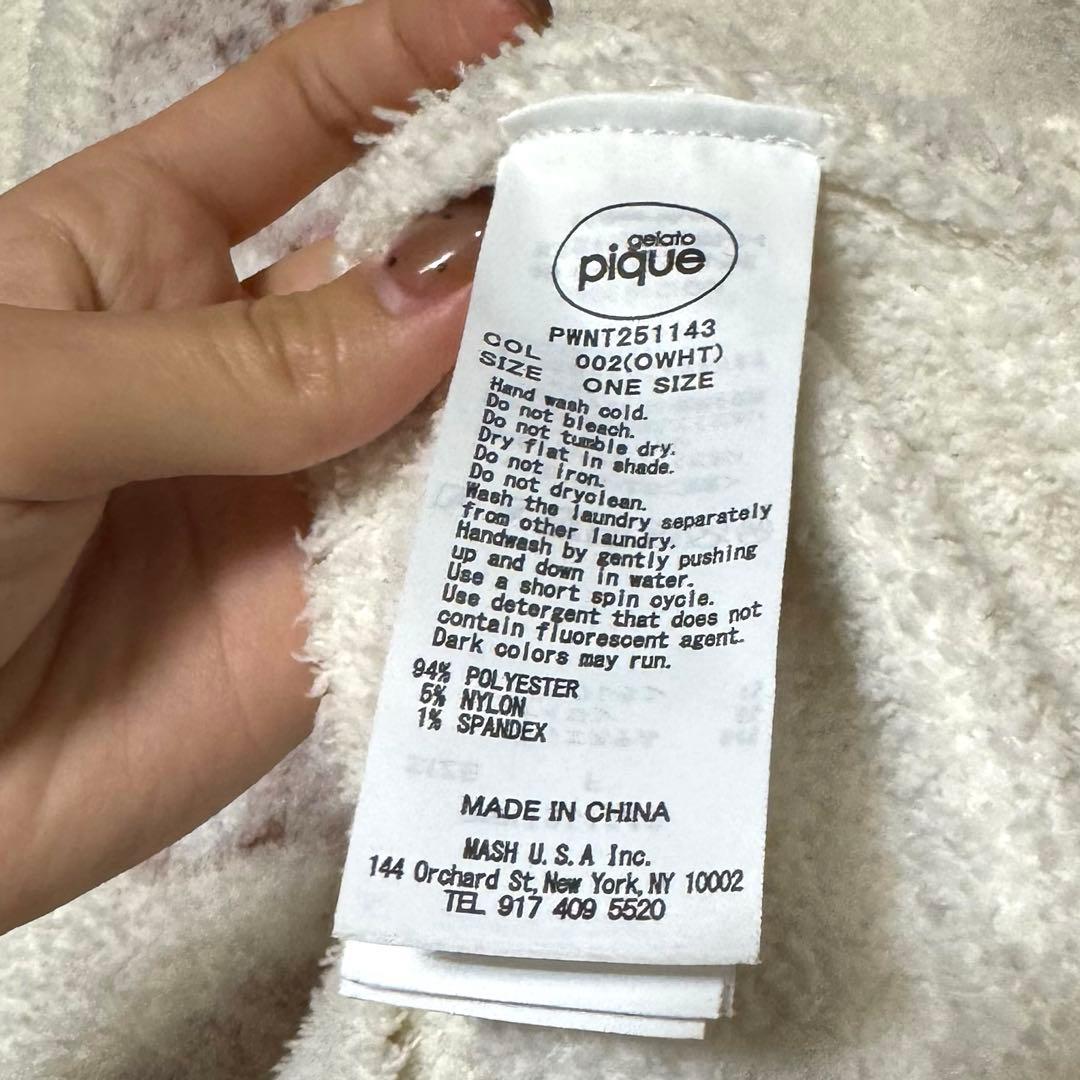 gelato
pique
PWNT251143
COL 002(OWHT)
SIZE ONE SIZE
Hand wash cold.
Do not bleach.
Do not tumble dry.
Dry flat in shade.
Do not iron.
Do not dryclean.
Wash the laundry separately
from other laundry.
Handwash by gently pushing
up and down in water.
Use a short spin cycle.
Use detergent that does not
contain fluorescent agent.
Dark colors may run.
94% POLYESTER
5% NYLON
1% SPANDEX
MADE IN CHINA
MASH U.S.A Inc.
144 Orchard St, New York, NY 10002
TEL 917 409 5520